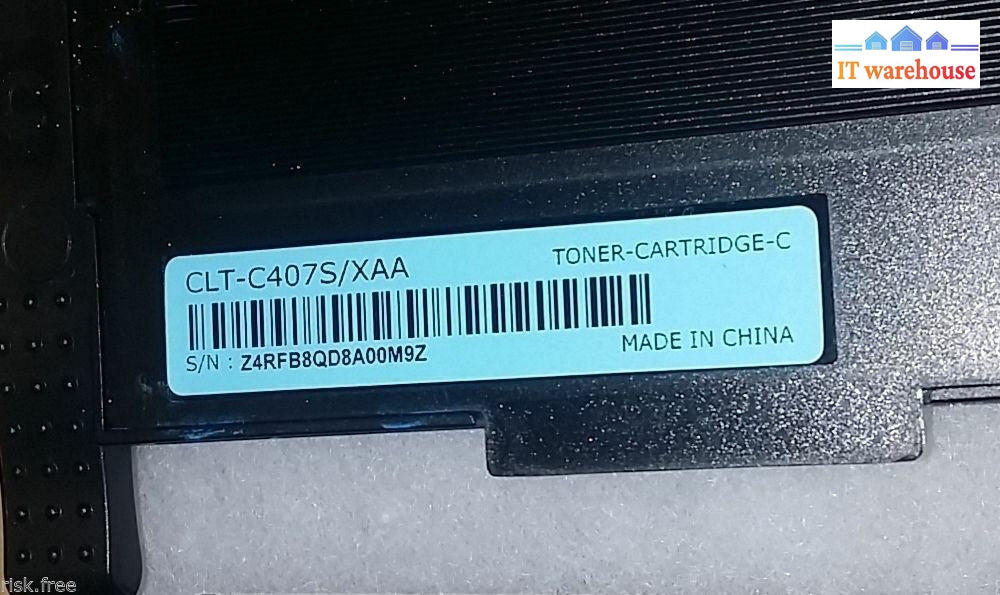 IT warehouse
CLT-C407S/XAA
TONER-CARTRIDGE-C
S/N : Z4RFB8QD8A00M9Z
MADE IN CHINA
risk.free